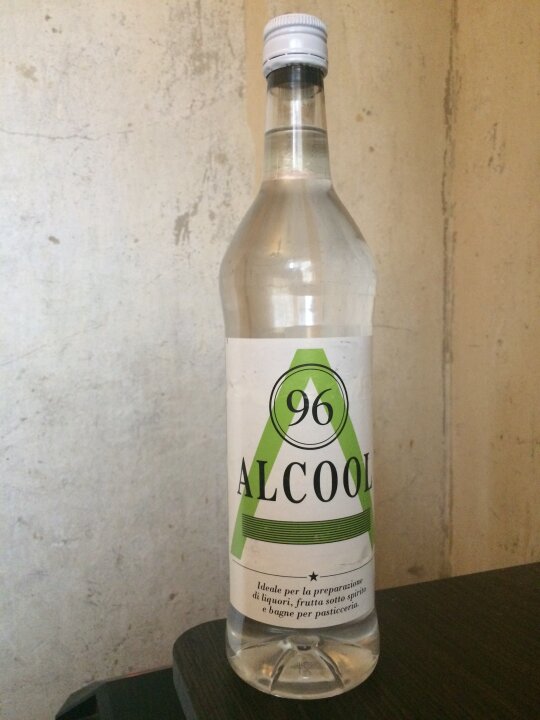 96
ALCOOL
Ideale per la preparazione
di liquori, frutta sotto spirito
e bagne per pasticceria.